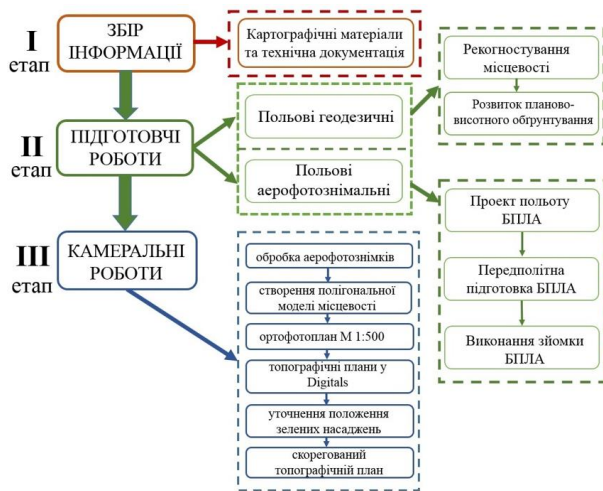 I
етап
ЗБІР
ІНФОРМАЦІЇ
Картографічні матеріали
та технічна документація
Рекогностування
місцевості
Розвиток планово-
висотного обґрунтування
II
етап
ПІДГОТОВЧІ
РОБОТИ
Польові геодезичні
Польові
аерофотознімальні
Проект польоту
БПЛА
Передполітна
підготовка БПЛА
Виконання зйомки
БПЛА
III
етап
КАМЕРАЛЬНІ
РОБОТИ
обробка аерофотознімків
створення полігональної
моделі місцевості
ортофотоплан М 1:500
топографічні плани у
Digitals
уточнення положення
зелених насаджень
скорегований
топографічній план